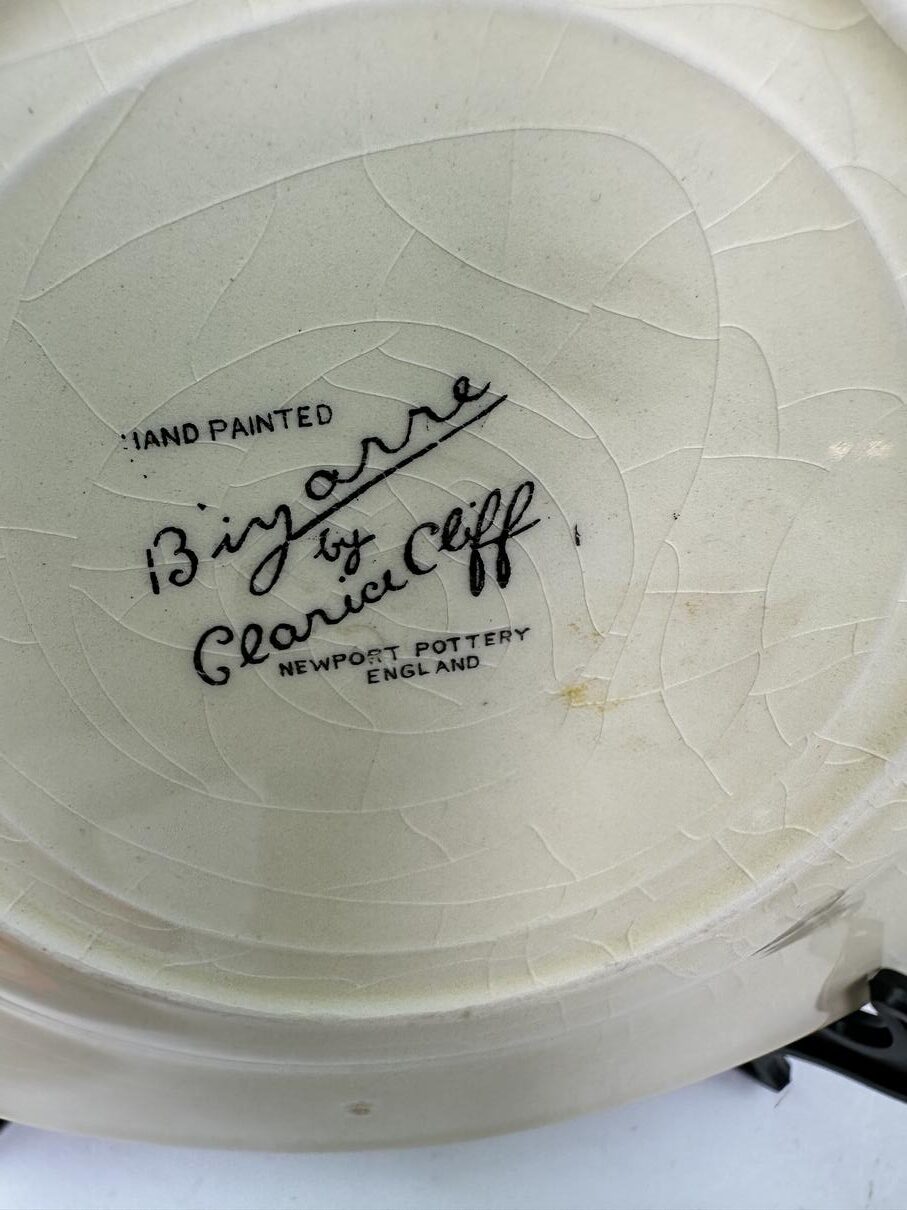 HAND PAINTED
Bizarre
by
Clarice Cliff
NEWPORT POTTERY
ENGLAND